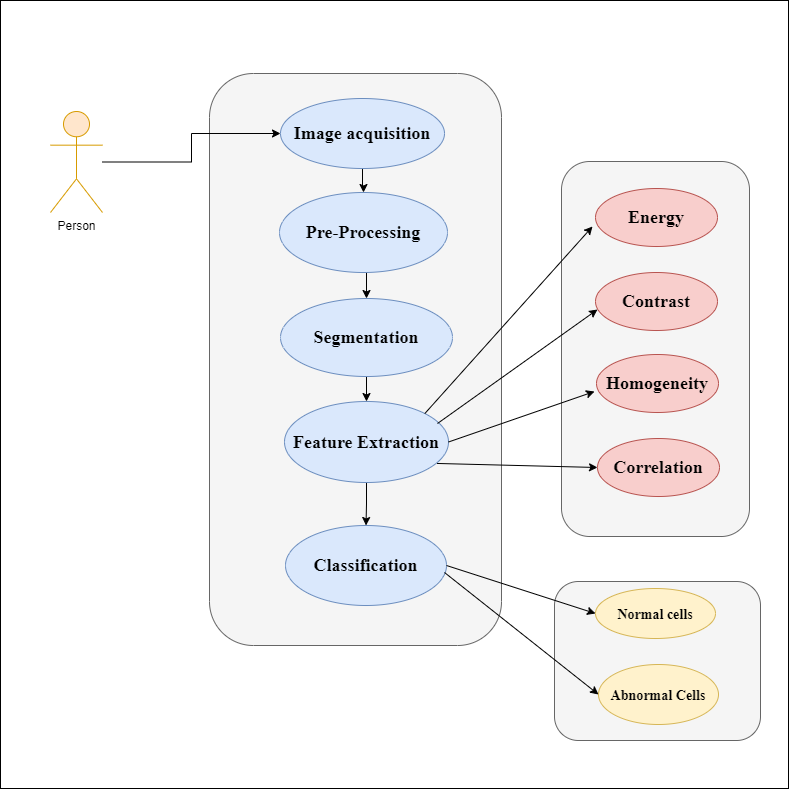 Person
Image acquisition
Pre-Processing
Segmentation
Feature Extraction
Classification
Energy
Contrast
Homogeneity
Correlation
Normal cells
Abnormal Cells